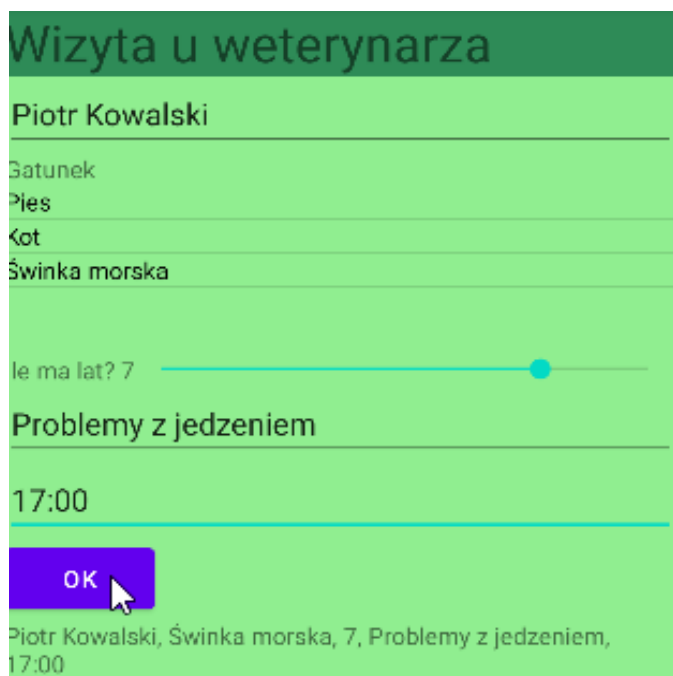 Wizyta u weterynarza
Piotr Kowalski
Gatunek
Pies
Kot
Świnka morska
Ile ma lat? 7
Problemy z jedzeniem
17:00
OK
Piotr Kowalski, Świnka morska, 7, Problemy z jedzeniem,
17:00